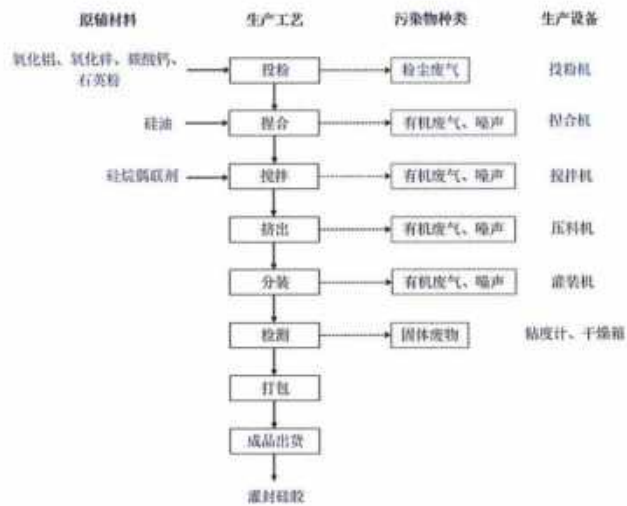 原辅材料 生产工艺 污染物种类 生产设备
氧化铝、氧化锌、碳酸钙、
石英粉
投粉 粉尘废气 投粉机
硅油 捏合 有机废气、噪声 捏合机
硅烷偶联剂 搅拌 有机废气、噪声 搅拌机
挤出 有机废气、噪声 压料机
分装 有机废气、噪声 灌装机
检测 固体废物 粘度计、干燥箱
打包
成品出货
灌封硅胶